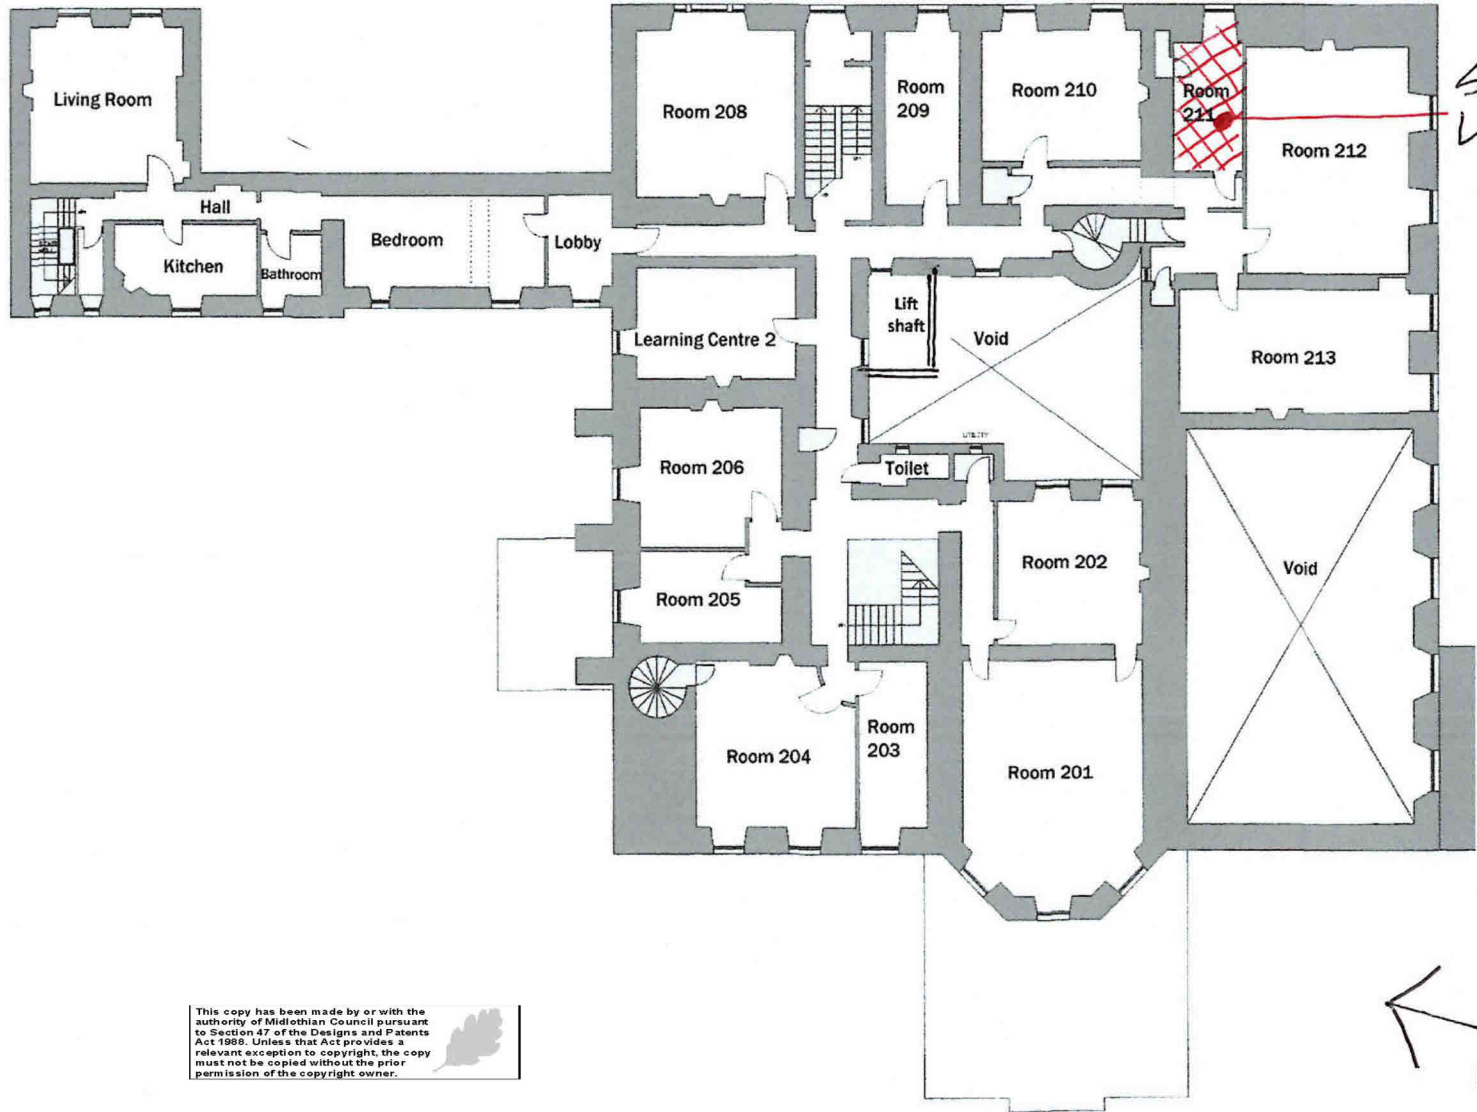 Living Room
Room 208
Room
209
Room 210
Room
211
Room 212
Hall
Kitchen
Bathroom
Bedroom
Lobby
Learning Centre 2
Lift
shaft
Void
Room 213
UTILITY
Toilet
Room 206
Room 205
Room 202
Void
Room 204
Room
203
Room 201
This copy has been made by or with the
authority of Midlothian Council pursuant
to Section 47 of the Designs and Patents
Act 1988. Unless that Act provides a
relevant exception to copyright, the copy
must not be copied without the prior
permission of the copyright owner.